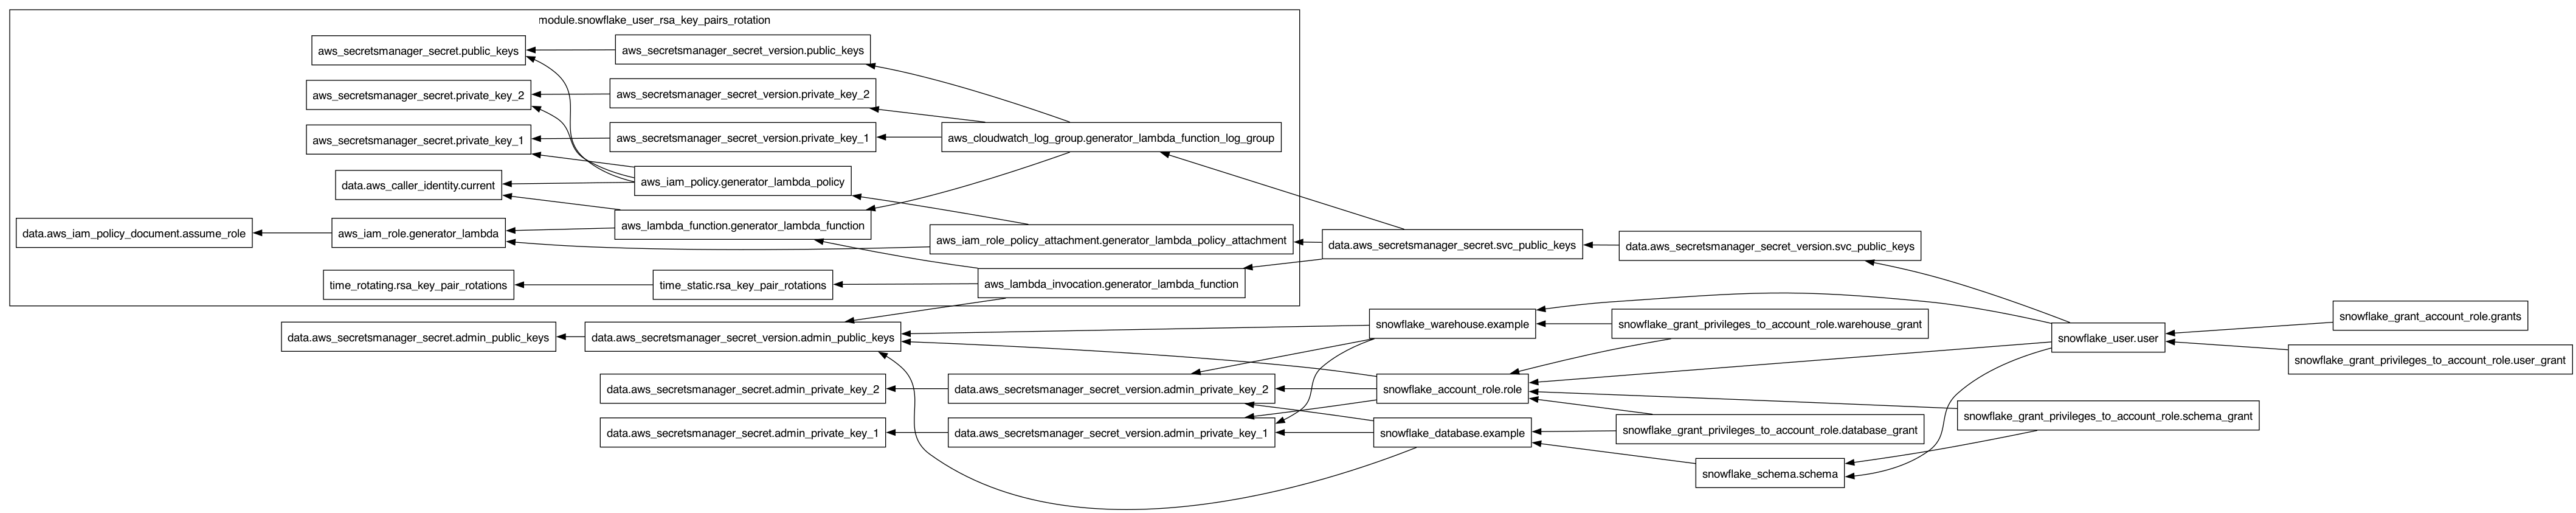 module.snowflake_user_rsa_key_pairs_rotation
aws_secretsmanager_secret.public_keys
aws_secretsmanager_secret_version.public_keys
aws_secretsmanager_secret.private_key_2
aws_secretsmanager_secret_version.private_key_2
aws_secretsmanager_secret.private_key_1
aws_secretsmanager_secret_version.private_key_1
aws_cloudwatch_log_group.generator_lambda_function_log_group
data.aws_caller_identity.current
aws_iam_policy.generator_lambda_policy
data.aws_iam_policy_document.assume_role
aws_iam_role.generator_lambda
aws_lambda_function.generator_lambda_function
aws_iam_role_policy_attachment.generator_lambda_policy_attachment
data.aws_secretsmanager_secret.svc_public_keys
data.aws_secretsmanager_secret_version.svc_public_keys
time_rotating.rsa_key_pair_rotations
time_static.rsa_key_pair_rotations
aws_lambda_invocation.generator_lambda_function
data.aws_secretsmanager_secret.admin_public_keys
data.aws_secretsmanager_secret_version.admin_public_keys
snowflake_warehouse.example
snowflake_grant_privileges_to_account_role.warehouse_grant
snowflake_user.user
snowflake_grant_account_role.grants
snowflake_grant_privileges_to_account_role.user_grant
data.aws_secretsmanager_secret.admin_private_key_2
data.aws_secretsmanager_secret_version.admin_private_key_2
snowflake_account_role.role
snowflake_grant_privileges_to_account_role.schema_grant
data.aws_secretsmanager_secret.admin_private_key_1
data.aws_secretsmanager_secret_version.admin_private_key_1
snowflake_database.example
snowflake_grant_privileges_to_account_role.database_grant
snowflake_schema.schema